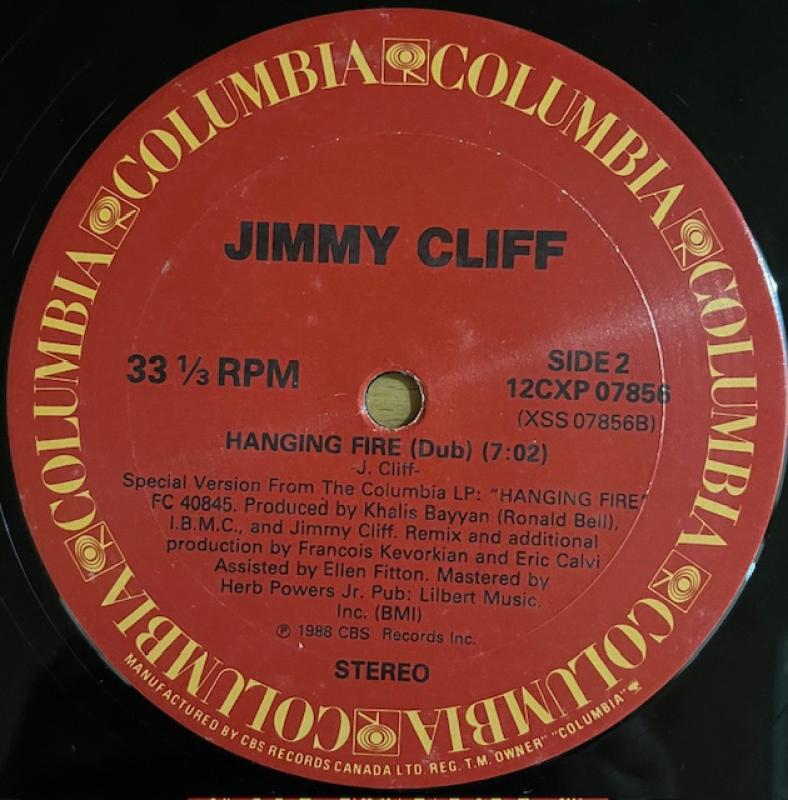 COLUMBIA COLUMBIA COLUMBIA COLUMBIA COLUMBIA COLUMBIA COLUMBIA COLUMBIA
JIMMY CLIFF
33 ⅓ RPM
SIDE 2
12CXP 07856
(XSS 07856B)
HANGING FIRE (Dub) (7:02)
-J. Cliff-
Special Version From The Columbia LP: "HANGING FIRE"
FC 40845. Produced by Khalis Bayyan (Ronald Bell),
I.B.M.C., and Jimmy Cliff. Remix and additional
production by Francois Kevorkian and Eric Calvi
Assisted by Ellen Fitton. Mastered by
Herb Powers Jr. Pub: Lilbert Music,
Inc. (BMI)
℗ 1988 CBS Records Inc.
STEREO
MANUFACTURED BY CBS RECORDS CANADA LTD. REG. T.M. OWNER" "COLUMBIA"